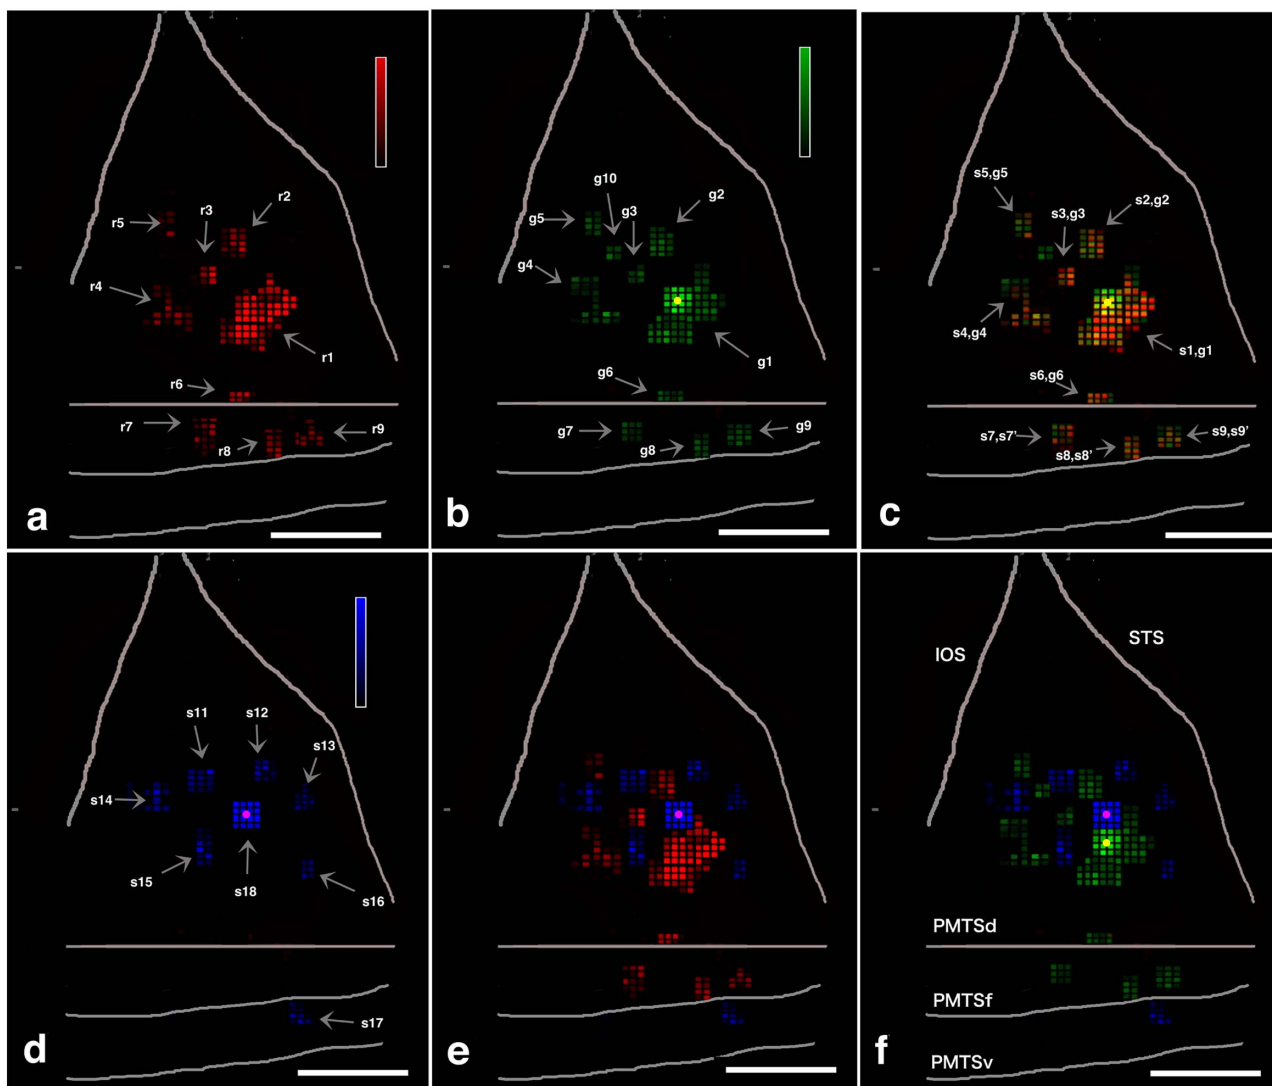 r5
r3
r2
r4
r1
r6
r7
r8
r9
a
g10
g5
g3
g2
g4
g1
g6
g7
g8
g9
b
s5,g5
s3,g3
s2,g2
s4,g4
s1,g1
s6,g6
s7,s7'
s8,s8'
s9,s9'
c
s11
s12
s13
s14
s15
s18
s16
s17
d
e
IOS
STS
PMTSd
PMTSf
PMTSv
f